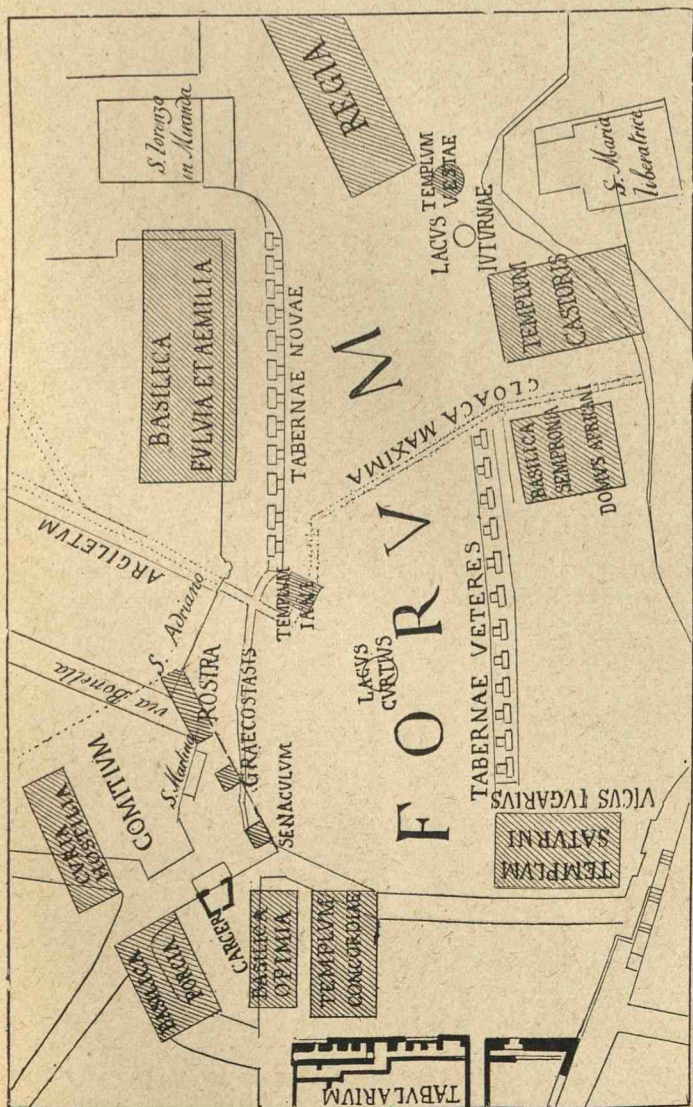 S. Lorenzo
in Miranda
REGIA
S. Maria
liberatrice
TEMPLVM
VESTAE
LACVS
IVTVRNAE
BASILICA
FVLVIA ET AEMILIA
TABERNAE NOVAE
TEMPLVM
CASTORIS
CLOACA MAXIMA
BASILICA
SEMPRONA
DOMVS AFRICANI
ARGILETVM
S. Adriano
TEMPLVM
IANI
via Bonella
ROSTRA
GRAECOSTASIS
SENACULVM
S. Martina
COMITIVM
CVRIA
HOSTILIA
LACVS
CVRTIVS
FORVM
TABERNAE VETERES
VICVS IVGARIVS
TEMPLVM
SATVRNI
CARCER
BASILICA
PORCIA
BASILICA
OPIMIA
TEMPLVM
CONCORDIAE
TABVLARIVM